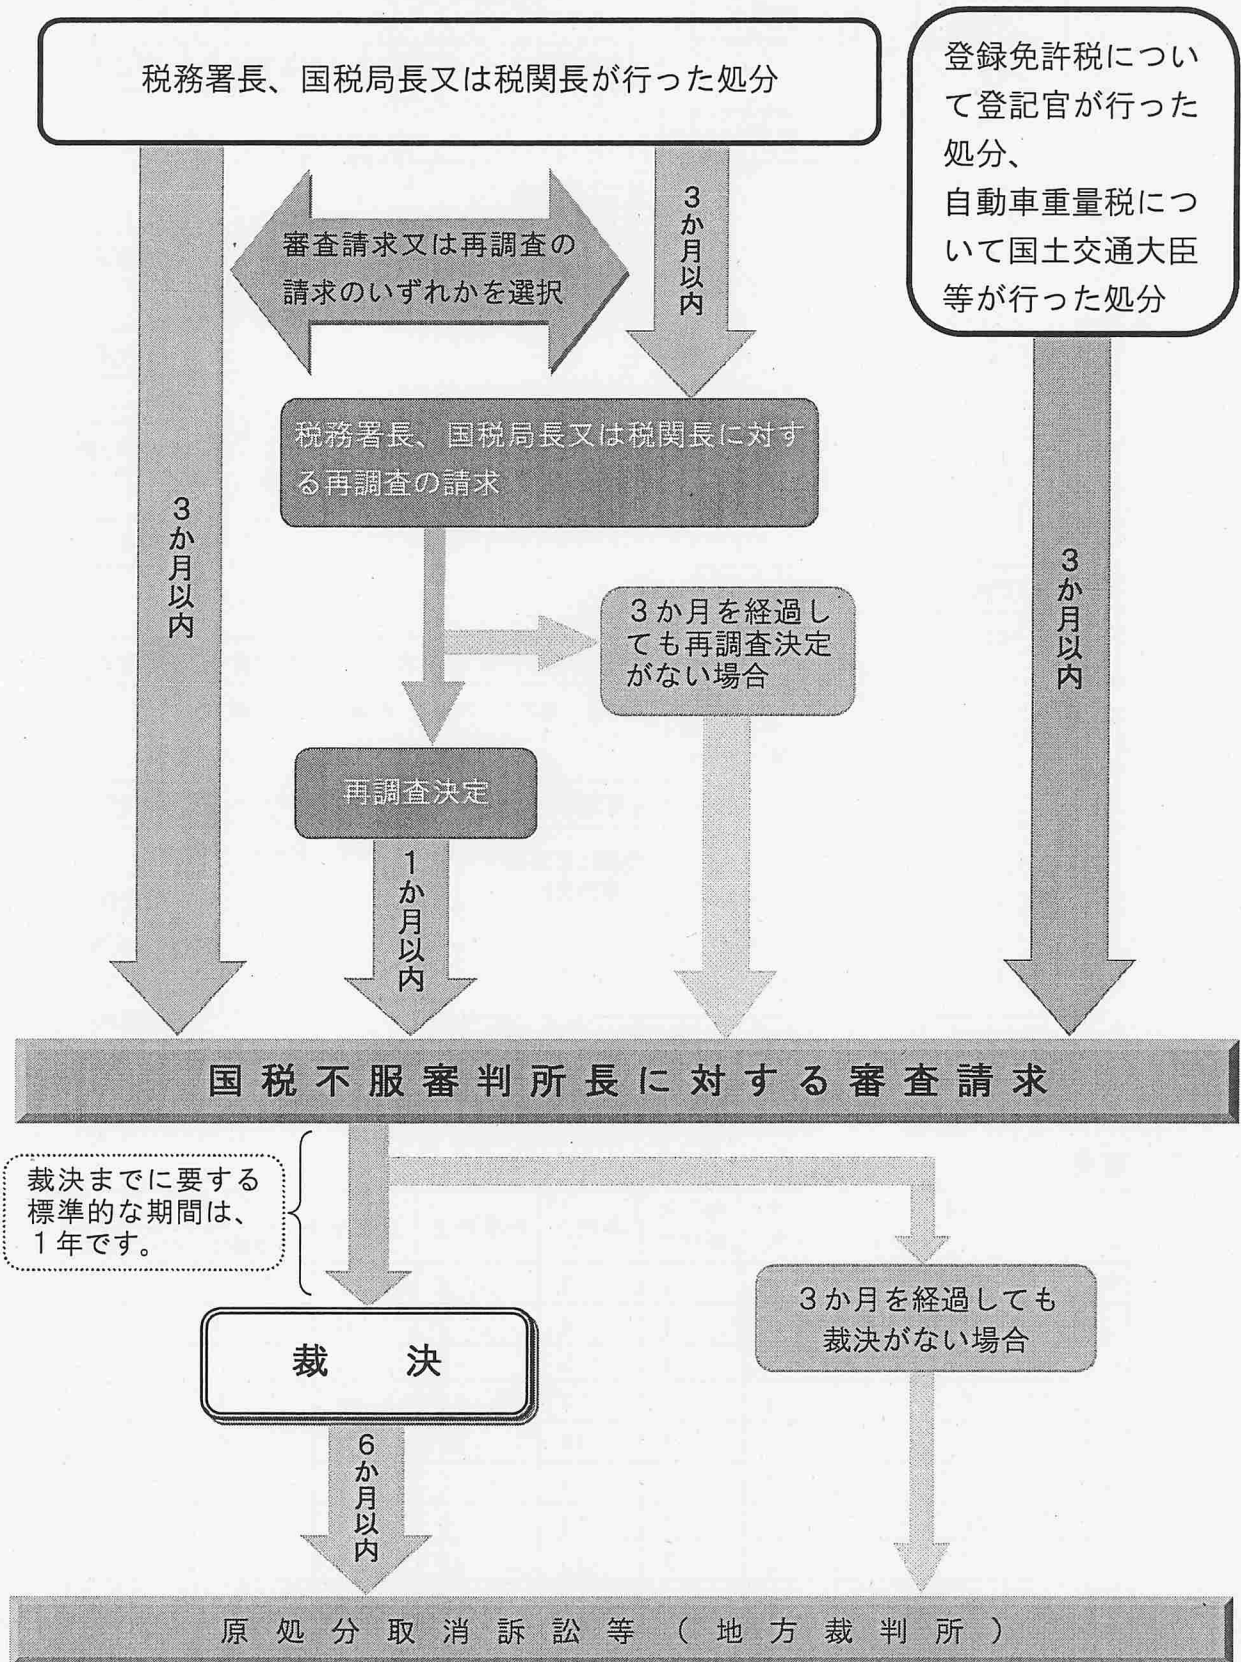 税務署長、国税局長又は税関長が行った処分
登録免許税につい
て登記官が行った
処分、
自動車重量税につ
いて国土交通大臣
等が行った処分
審査請求又は再調査の
請求のいずれかを選択
3か月以内
税務署長、国税局長又は税関長に対す
る再調査の請求
3か月以内
3か月を経過し
ても再調査決定
がない場合
3か月以内
再調査決定
1か月以内
国税不服審判所長に対する審査請求
裁決までに要する
標準的な期間は、
1年です。
裁決
3か月を経過しても
裁決がない場合
6か月以内
原処分取消訴訟等（地方裁判所）